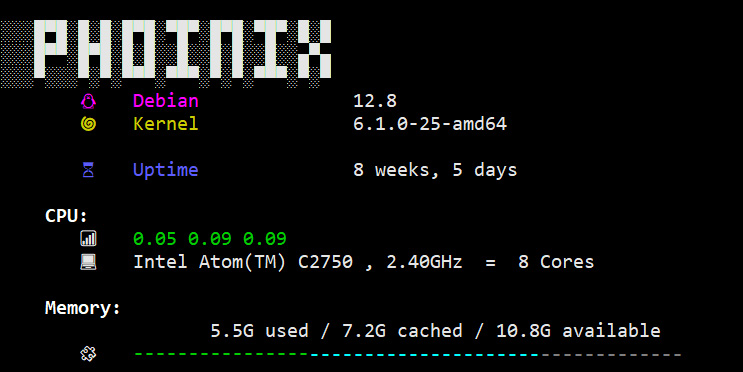 PHOINIX
Debian 12.8
Kernel 6.1.0-25-amd64
Uptime 8 weeks, 5 days
CPU:
0.05 0.09 0.09
Intel Atom(TM) C2750 , 2.40GHz = 8 Cores
Memory:
5.5G used / 7.2G cached / 10.8G available